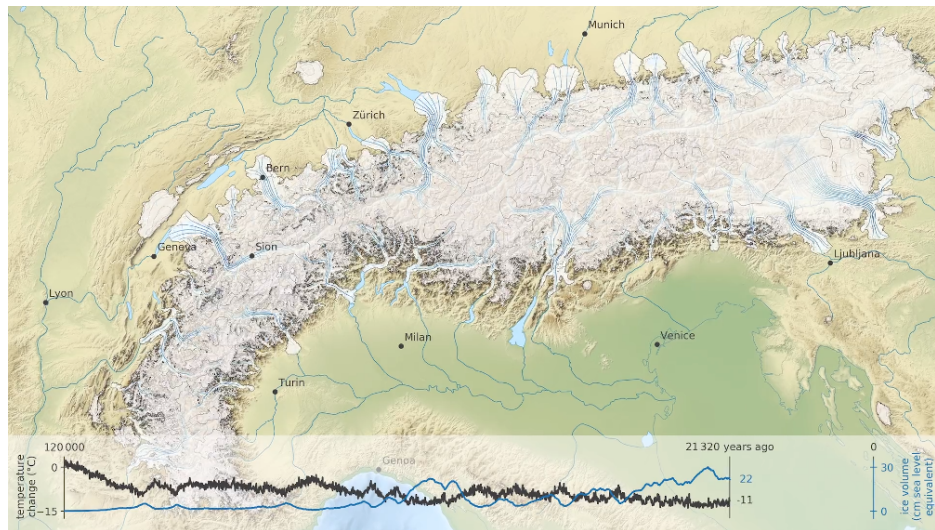 Munich
Zürich
Bern
Geneva
Sion
Ljubljana
Lyon
Milan
Venice
Turin
120 000
21 320 years ago
0
temperature
change (°C)
0
−15
Genoa
22
-11
30
0
ice volume
(cm sea level
equivalent)